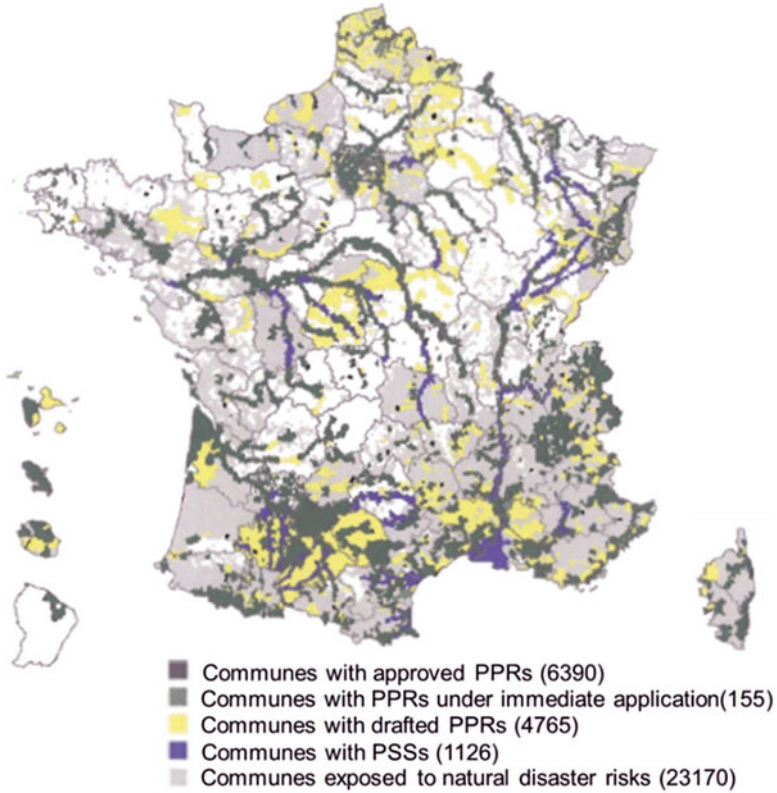 Communes with approved PPRs (6390)
Communes with PPRs under immediate application(155)
Communes with drafted PPRs (4765)
Communes with PSSs (1126)
Communes exposed to natural disaster risks (23170)